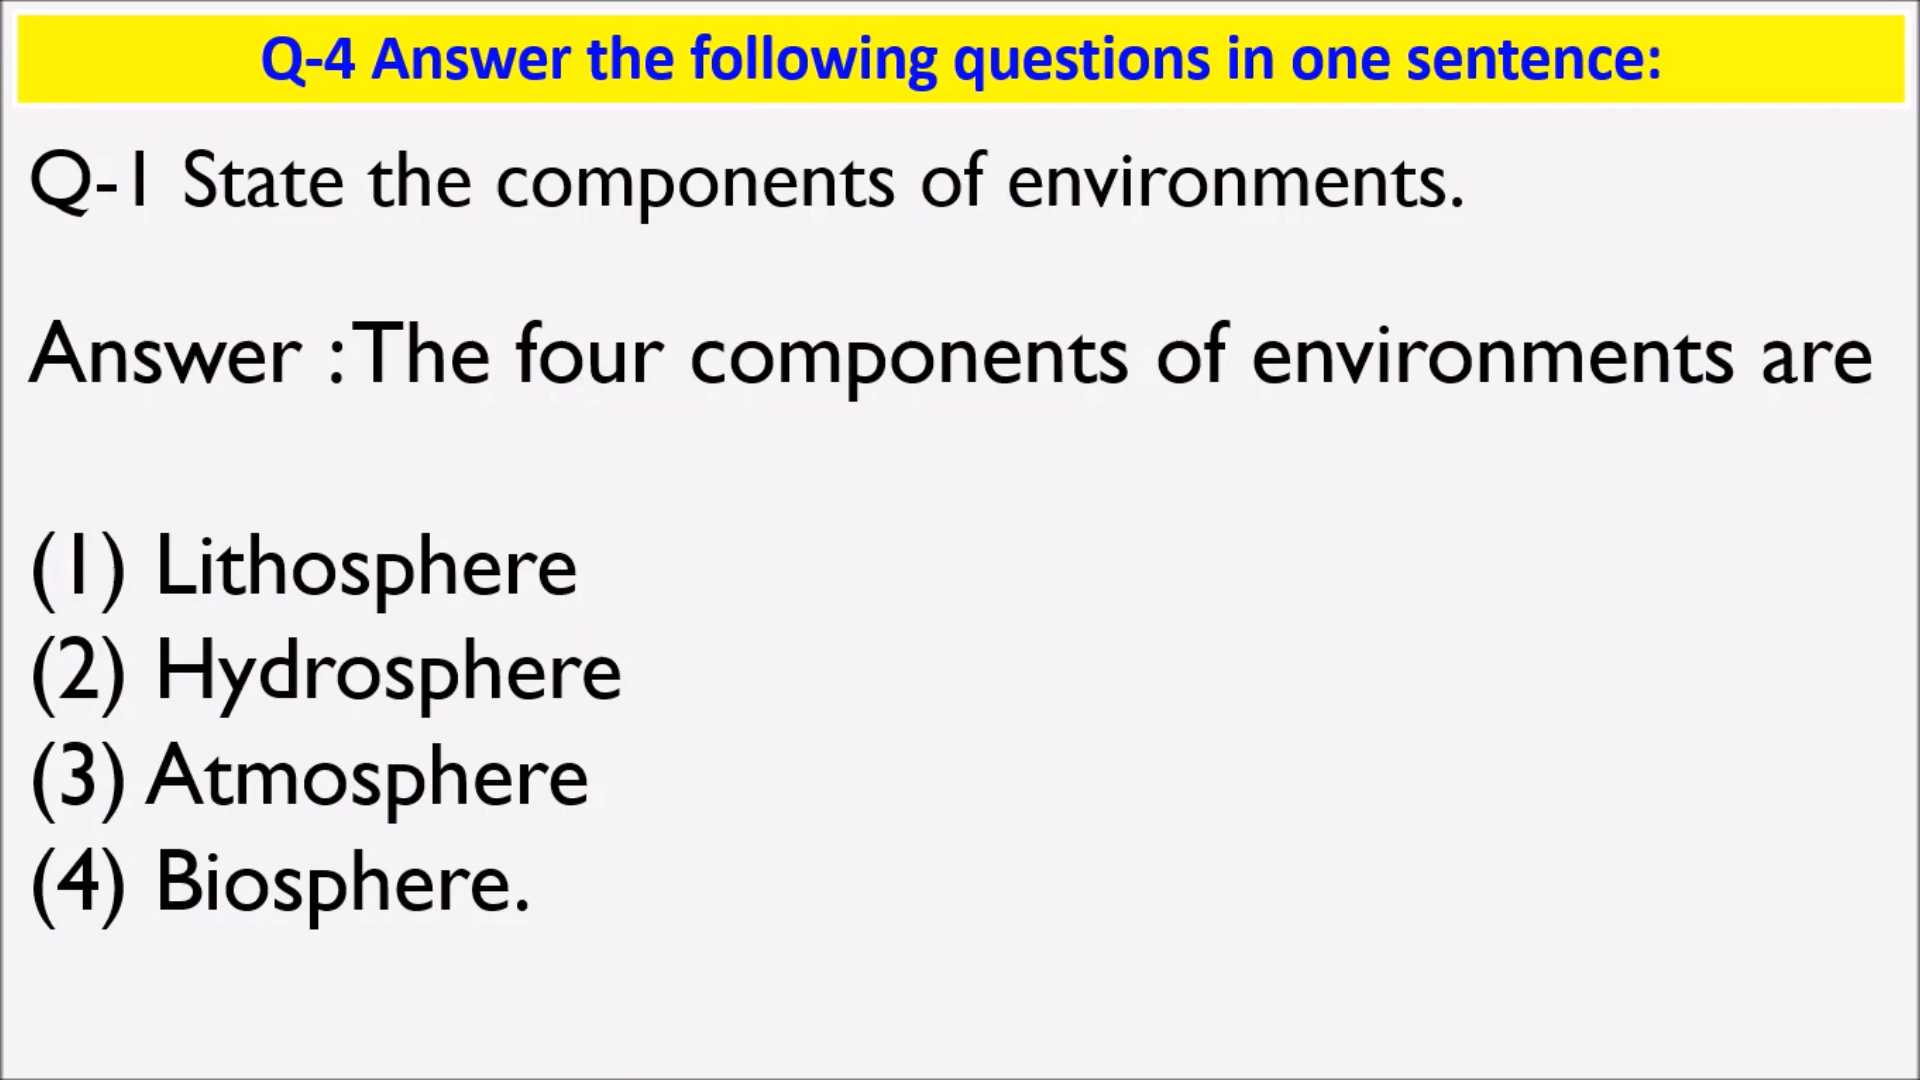 Q-4 Answer the following questions in one sentence:
Q-1 State the components of environments.
Answer : The four components of environments are
(1) Lithosphere
(2) Hydrosphere
(3) Atmosphere
(4) Biosphere.